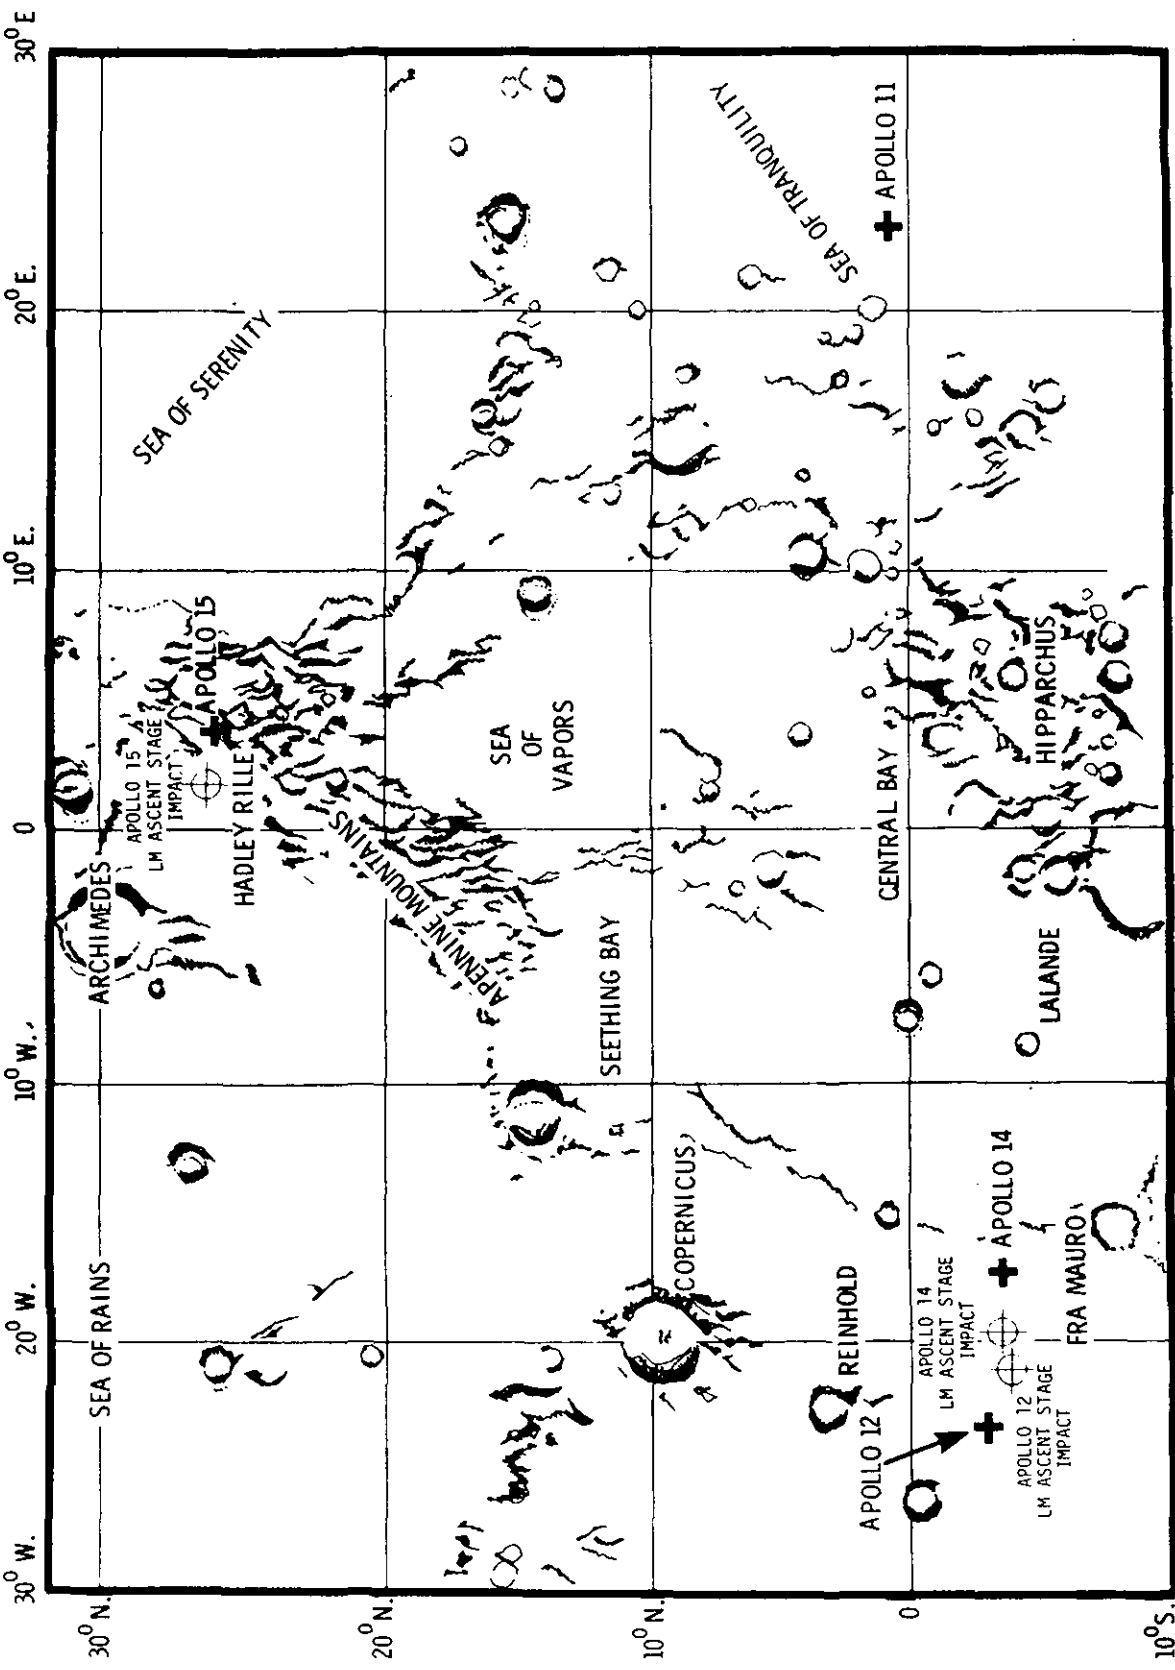 30° W.
20° W.
10° W.
0
10° E.
20° E.
30° E
30° N.
20° N.
10° N.
0
10° S.
SEA OF RAINS
ARCHIMEDES
APOLLO 15
LM ASCENT STAGE
IMPACT
HADLEY RILLE
APOLLO 15
SEA OF SERENITY
APENNINE MOUNTAINS
SEA
OF
VAPORS
SEETHING BAY
COPERNICUS
SEA OF TRANQUILITY
APOLLO 11
REINHOLD
APOLLO 12
CENTRAL BAY
APOLLO 14
LM ASCENT STAGE
IMPACT
APOLLO 14
APOLLO 12
LM ASCENT STAGE
IMPACT
FRA MAURO
LALANDE
HIPPARCHUS